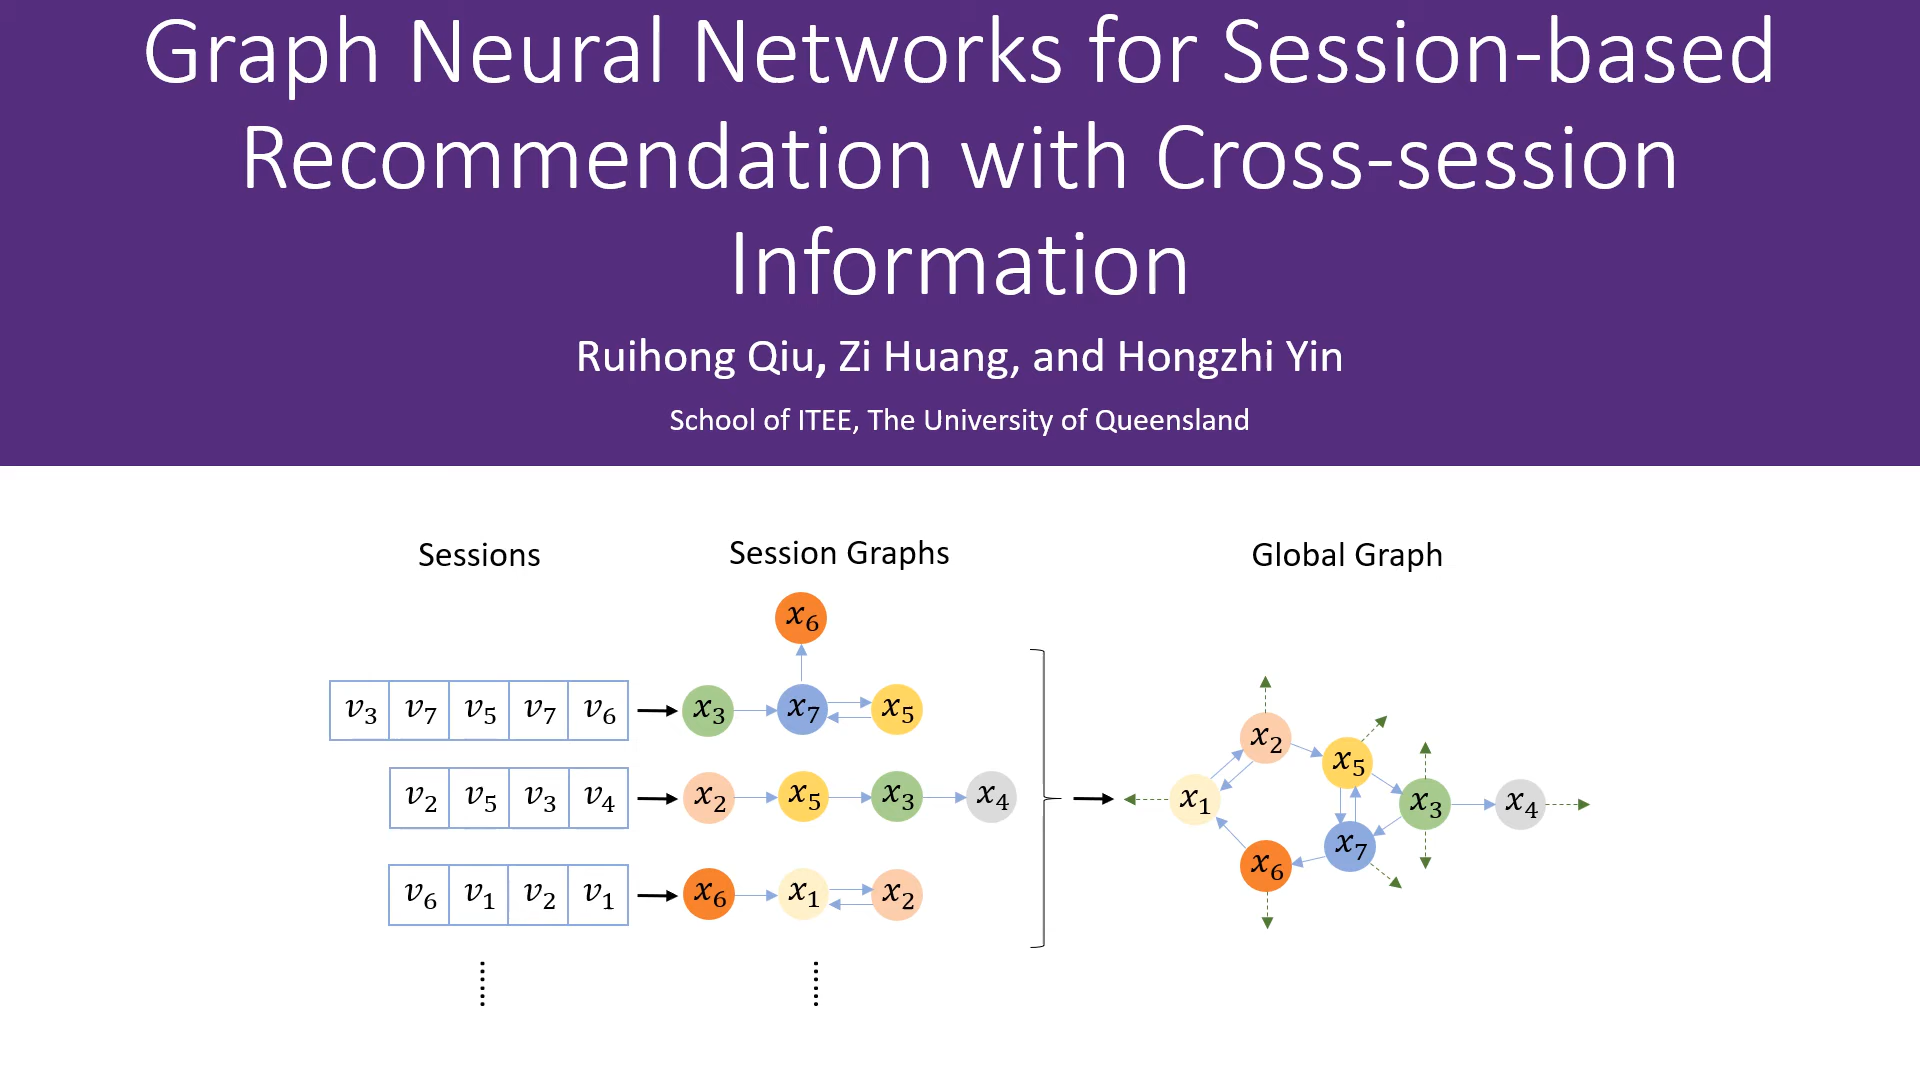 Graph Neural Networks for Session-based
Recommendation with Cross-session
Information
Ruihong Qiu, Zi Huang, and Hongzhi Yin
School of ITEE, The University of Queensland
Sessions
Session Graphs
Global Graph
x₆
v₃ v₇ v₅ v₇ v₆
x₃ x₇ x₅
v₂ v₅ v₃ v₄
x₂ x₅ x₃ x₄
v₆ v₁ v₂ v₁
x₆ x₁ x₂
x₂
x₅
x₁
x₃ x₄
x₇
x₆